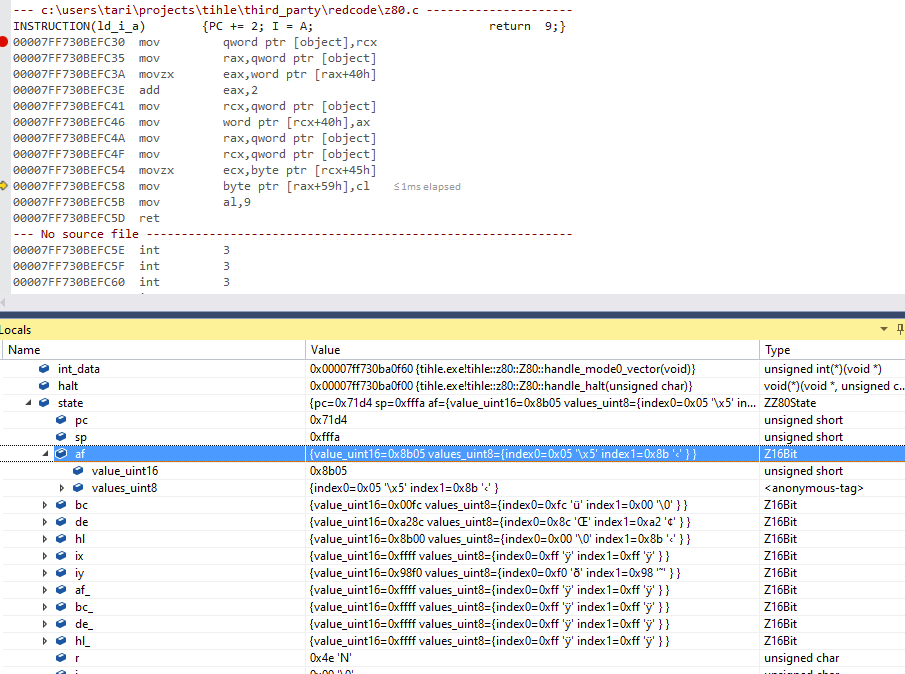 --- c:\users\tari\projects\tihle\third_party\redcode\z80.c ---------------------
INSTRUCTION(ld_i_a) {PC += 2; I = A; return 9;}
00007FF730BEFC30 mov qword ptr [object],rcx
00007FF730BEFC35 mov rax,qword ptr [object]
00007FF730BEFC3A movzx eax,word ptr [rax+40h]
00007FF730BEFC3E add eax,2
00007FF730BEFC41 mov rcx,qword ptr [object]
00007FF730BEFC46 mov word ptr [rcx+40h],ax
00007FF730BEFC4A mov rax,qword ptr [object]
00007FF730BEFC4F mov rcx,qword ptr [object]
00007FF730BEFC54 movzx ecx,byte ptr [rcx+45h]
00007FF730BEFC58 mov byte ptr [rax+59h],cl ≤1ms elapsed
00007FF730BEFC5B mov al,9
00007FF730BEFC5D ret
--- No source file -------------------------------------------------------------
00007FF730BEFC5E int 3
00007FF730BEFC5F int 3
00007FF730BEFC60 int 3
Locals
Name Value Type
int_data 0x00007ff730ba0f60 {tihle.exe!tihle::z80::Z80::handle_mode0_vector(void)} unsigned int(*)(void *)
halt 0x00007ff730ba0f00 {tihle.exe!tihle::z80::Z80::handle_halt(unsigned char)} void(*)(void *, unsigned c...
state {pc=0x71d4 sp=0xfffa af={value_uint16=0x8b05 values_uint8={index0=0x05 '\x5' in... ZZ80State
pc 0x71d4 unsigned short
sp 0xfffa unsigned short
af {value_uint16=0x8b05 values_uint8={index0=0x05 '\x5' index1=0x8b '‹' } } Z16Bit
value_uint16 0x8b05 unsigned short
values_uint8 {index0=0x05 '\x5' index1=0x8b '‹' } <anonymous-tag>
bc {value_uint16=0x00fc values_uint8={index0=0xfc 'ü' index1=0x00 '\0' } } Z16Bit
de {value_uint16=0xa28c values_uint8={index0=0x8c 'Œ' index1=0xa2 '¢' } } Z16Bit
hl {value_uint16=0x8b00 values_uint8={index0=0x00 '\0' index1=0x8b '‹' } } Z16Bit
ix {value_uint16=0xffff values_uint8={index0=0xff 'ÿ' index1=0xff 'ÿ' } } Z16Bit
iy {value_uint16=0x98f0 values_uint8={index0=0xf0 'ð' index1=0x98 '˜' } } Z16Bit
af_ {value_uint16=0xffff values_uint8={index0=0xff 'ÿ' index1=0xff 'ÿ' } } Z16Bit
bc_ {value_uint16=0xffff values_uint8={index0=0xff 'ÿ' index1=0xff 'ÿ' } } Z16Bit
de_ {value_uint16=0xffff values_uint8={index0=0xff 'ÿ' index1=0xff 'ÿ' } } Z16Bit
hl_ {value_uint16=0xffff values_uint8={index0=0xff 'ÿ' index1=0xff 'ÿ' } } Z16Bit
r 0x4e 'N' unsigned char